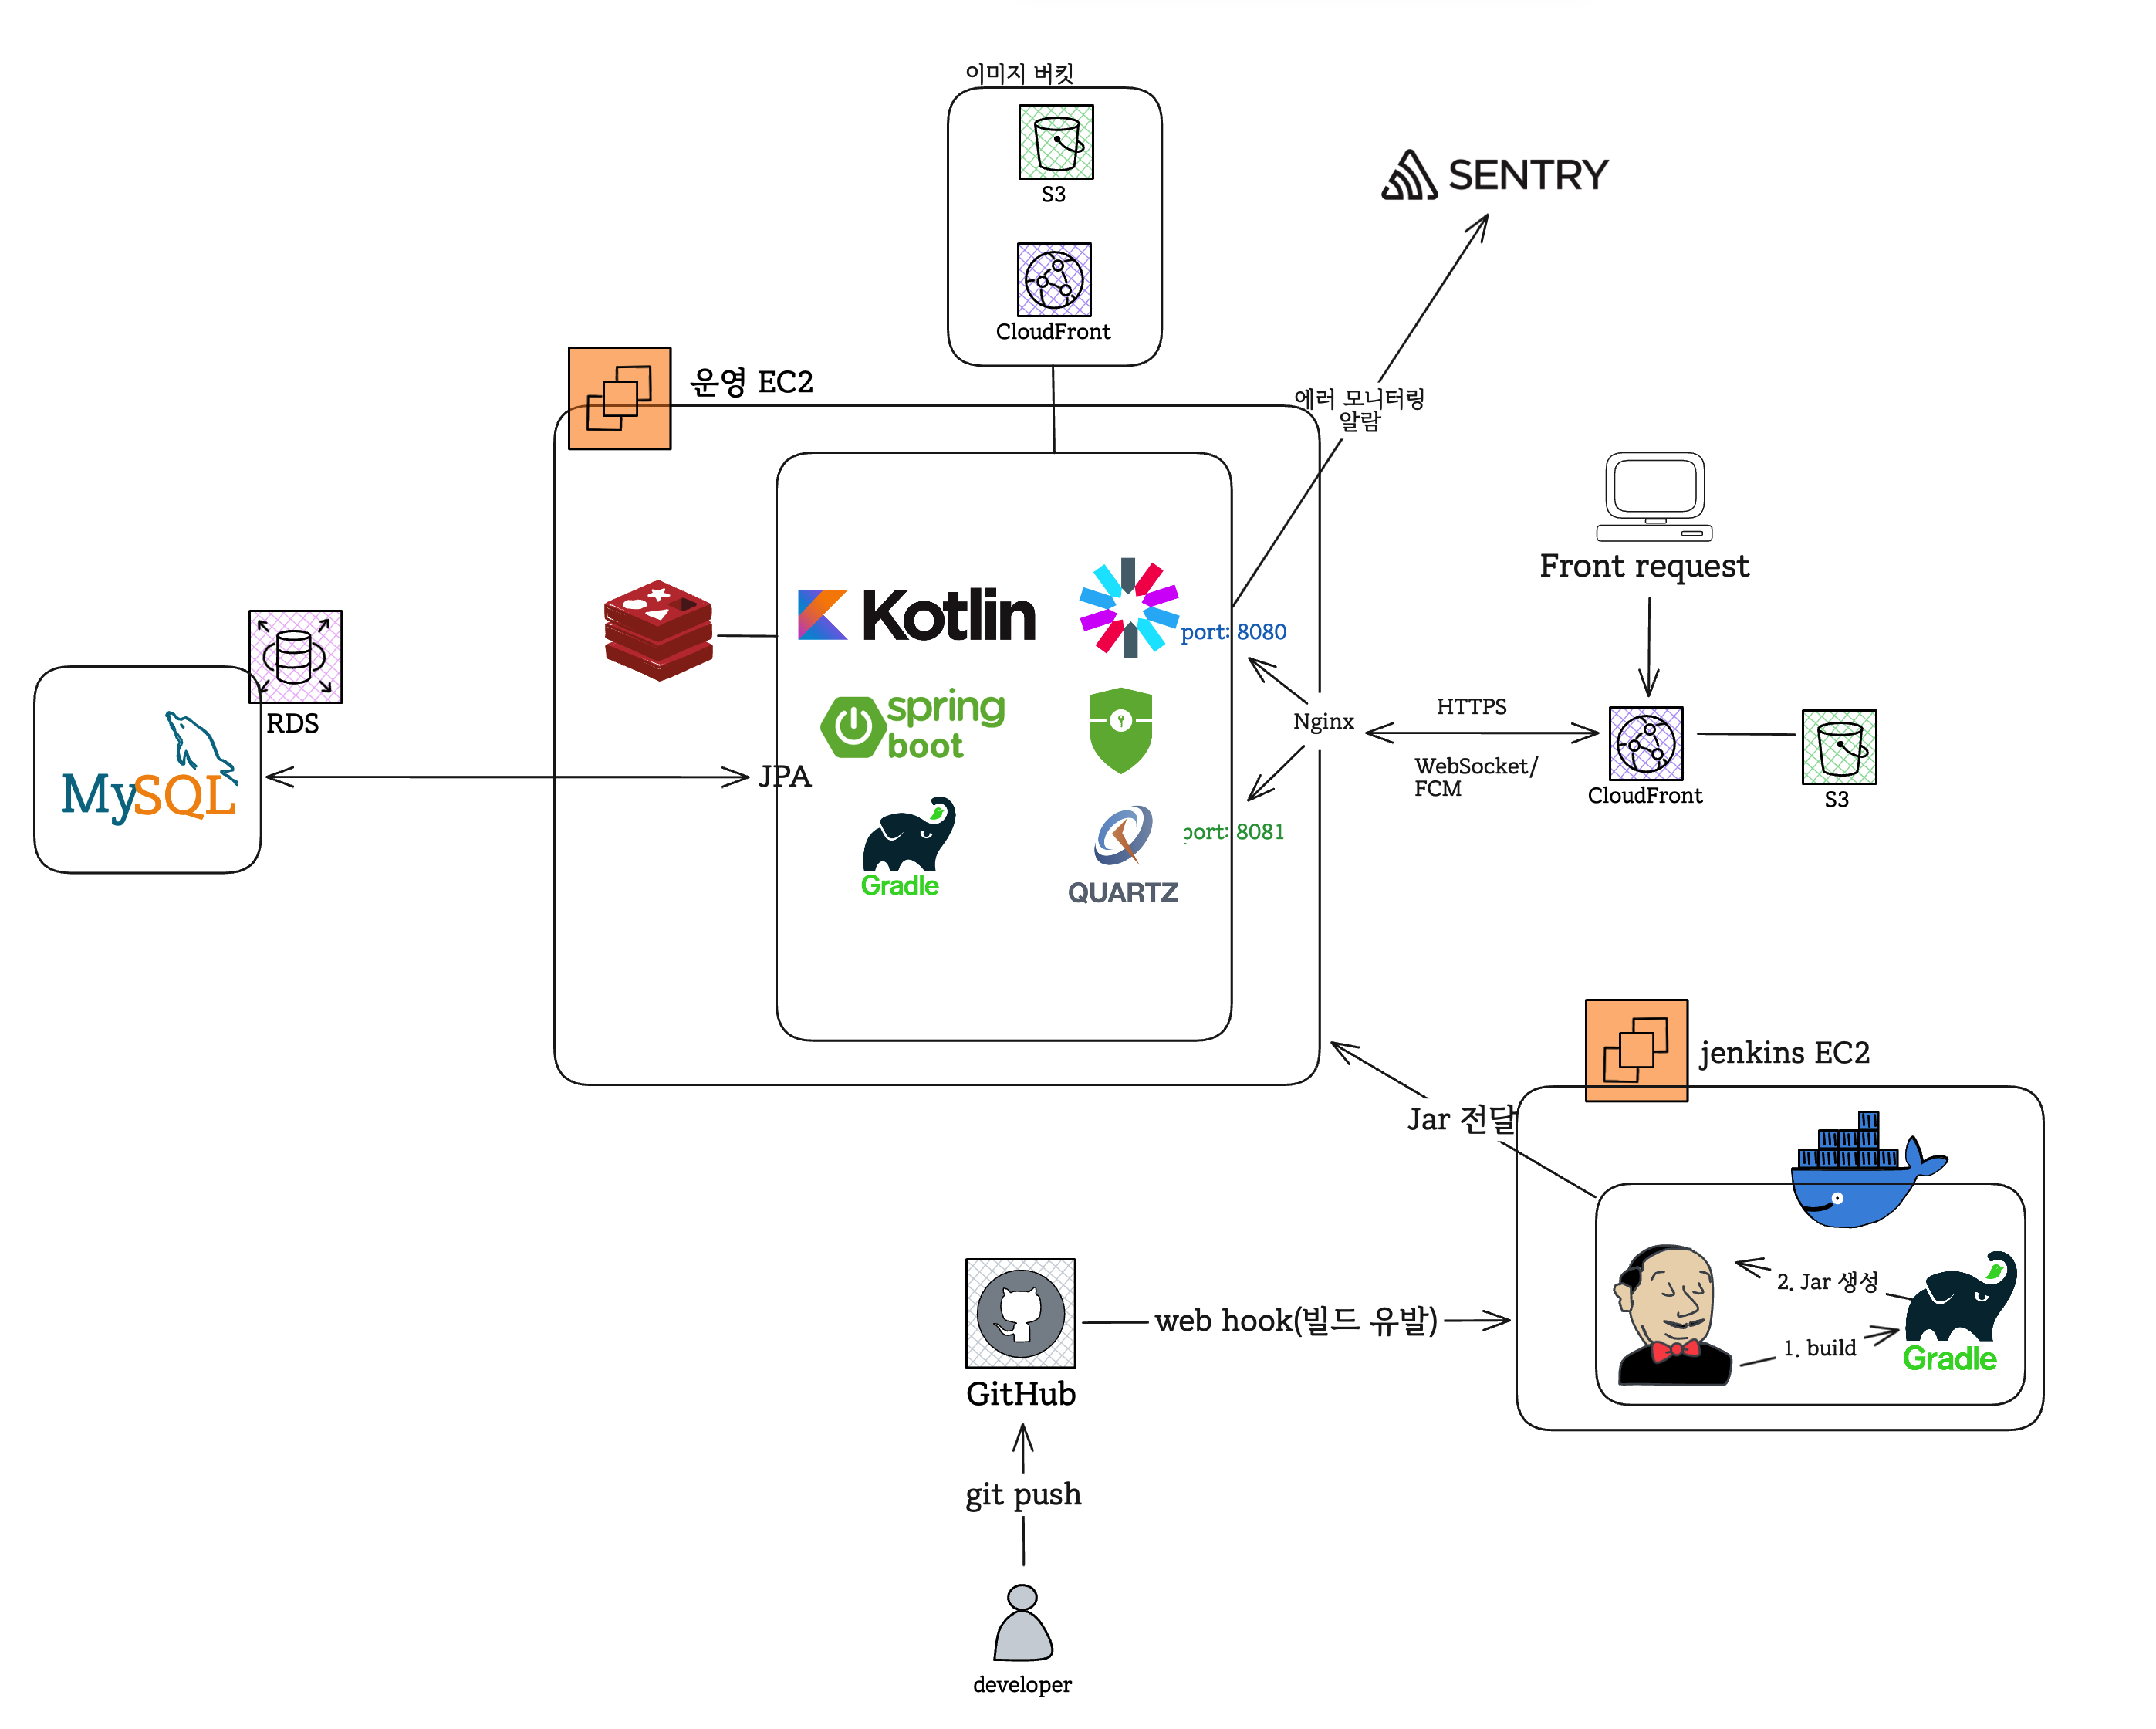 이미지 버킷
S3
CloudFront
SENTRY
운영 EC2
에러 모니터링
알람
Front request
Kotlin
port: 8080
RDS
MySQL
JPA
spring
boot
Nginx
HTTPS
WebSocket/
FCM
CloudFront
S3
port: 8081
Gradle
QUARTZ
jenkins EC2
Jar 전달
2. Jar 생성
1. build
Gradle
web hook(빌드 유발)
GitHub
git push
developer